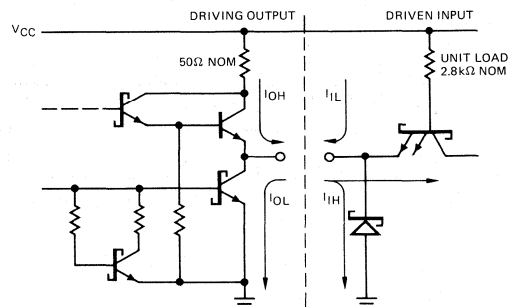 DRIVING OUTPUT
DRIVEN INPUT
VCC
50Ω NOM
UNIT LOAD
2.8kΩ NOM
IOH
IIL
IOL
IIH